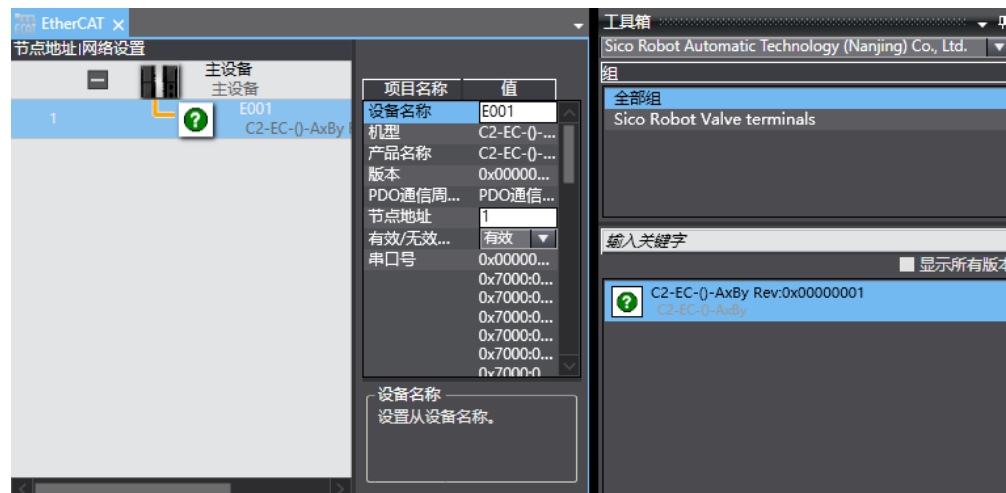 EtherCAT
节点地址|网络设置
主设备
主设备
1
E001
C2-EC-()-AxBy
项目名称 值
设备名称 E001
机型 C2-EC-()-...
产品名称 C2-EC-()-...
版本 0x00000...
PDO通信周... PDO通信...
节点地址 1
有效/无效... 有效
串口号 0x00000...
0x7000:0...
0x7000:0...
0x7000:0...
0x7000:0...
0x7000:0...
0x7000:0
设备名称
设置从设备名称。
工具箱
Sico Robot Automatic Technology (Nanjing) Co., Ltd.
组
全部组
Sico Robot Valve terminals
输入关键字
显示所有版本
C2-EC-()-AxBy Rev:0x00000001
C2-EC-()-AxBy